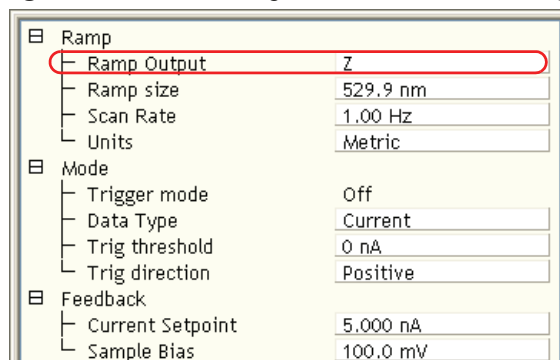 Ramp
Ramp Output Z
Ramp size 529.9 nm
Scan Rate 1.00 Hz
Units Metric
Mode
Trigger mode Off
Data Type Current
Trig threshold 0 nA
Trig direction Positive
Feedback
Current Setpoint 5.000 nA
Sample Bias 100.0 mV